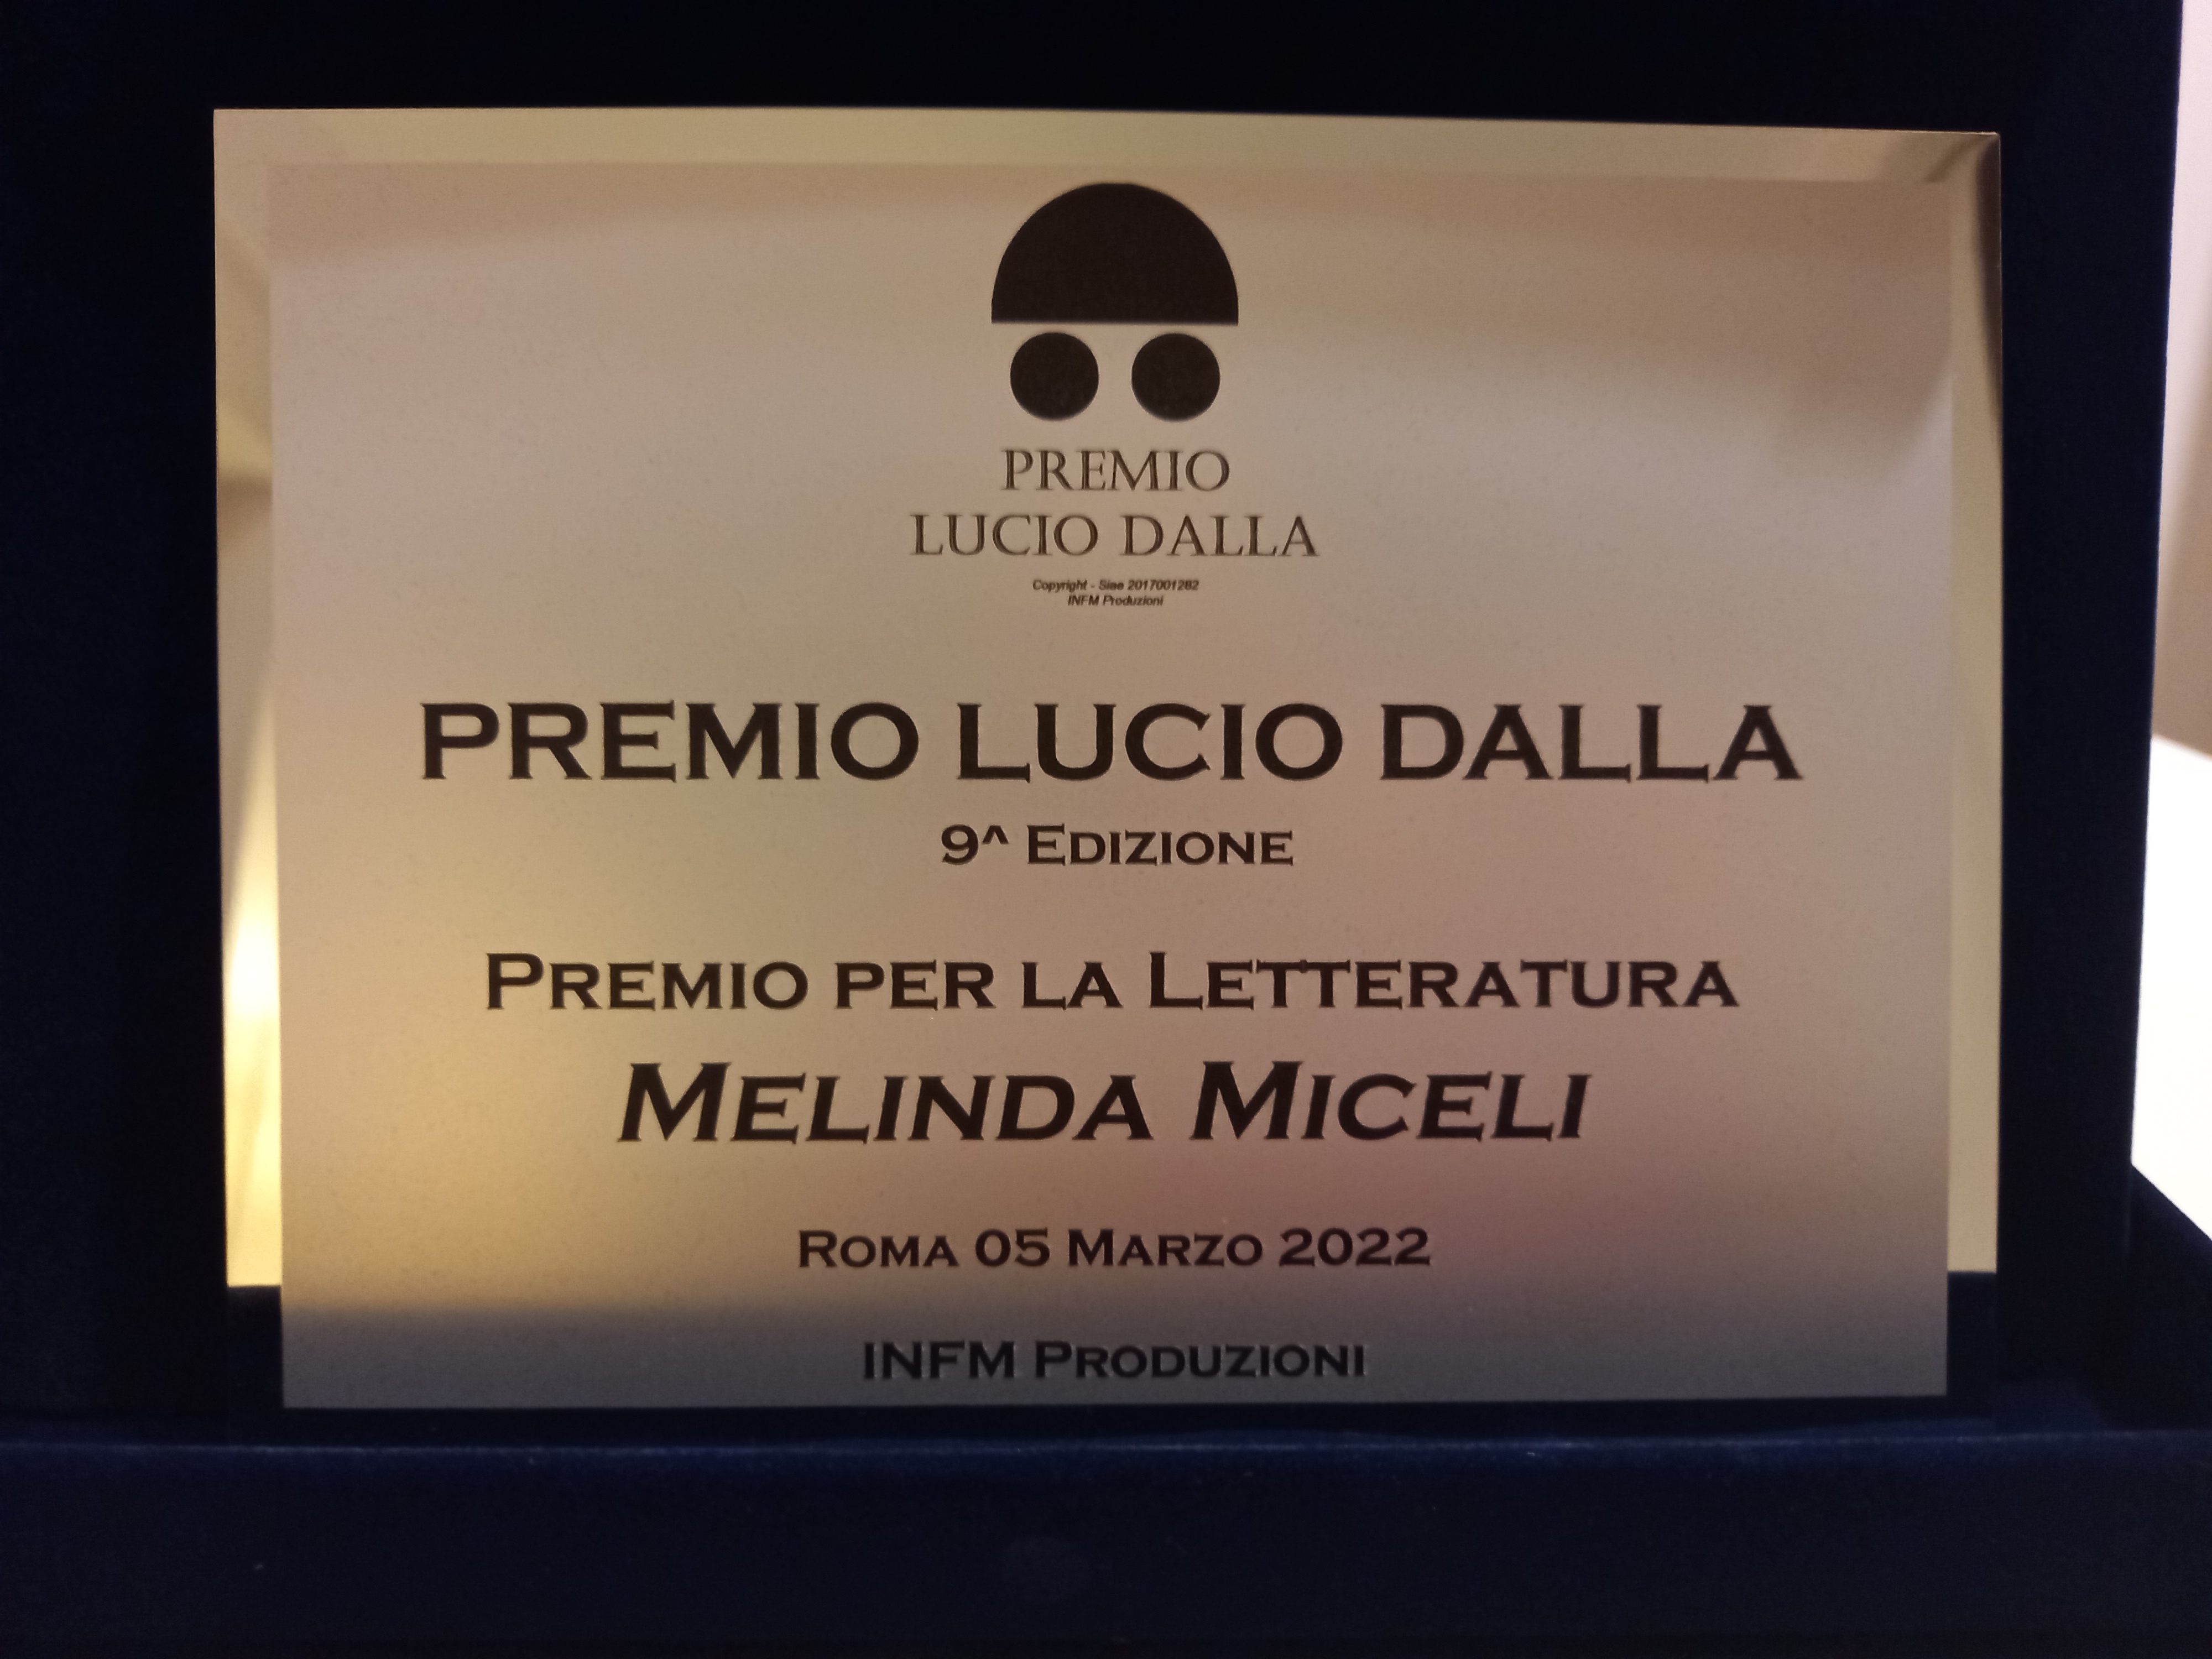 PREMIO
LUCIO DALLA
Copyright - Siae 2017001282
INFM Produzioni
PREMIO LUCIO DALLA
9^ EDIZIONE
PREMIO PER LA LETTERATURA
MELINDA MICELI
ROMA 05 MARZO 2022
INFM PRODUZIONI